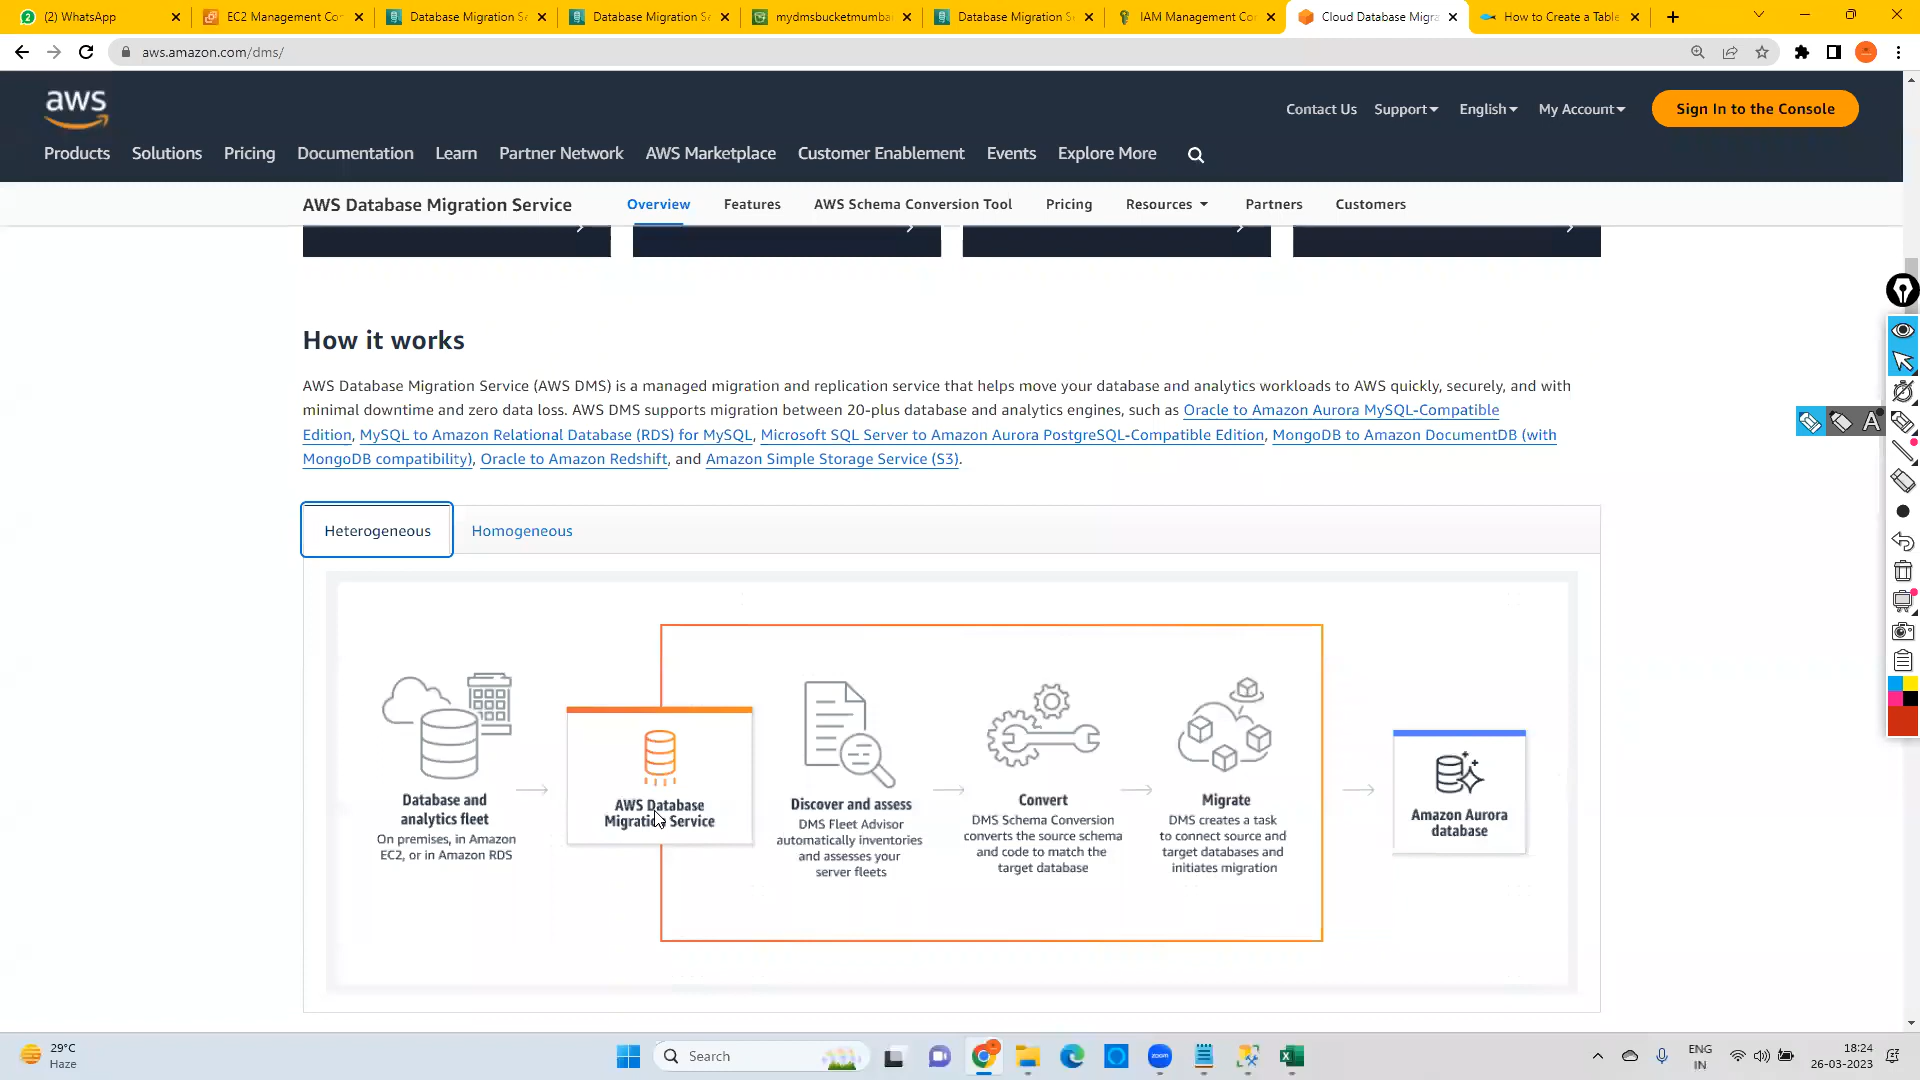 (2) WhatsApp
EC2 Management Co
Database Migration S
Database Migration S
mydmsbucketmumba
Database Migration S
IAM Management Co
Cloud Database Migra
How to Create a Table
aws.amazon.com/dms/
aws
Contact Us
Support
English
My Account
Sign In to the Console
Products
Solutions
Pricing
Documentation
Learn
Partner Network
AWS Marketplace
Customer Enablement
Events
Explore More
AWS Database Migration Service
Overview
Features
AWS Schema Conversion Tool
Pricing
Resources
Partners
Customers
How it works
AWS Database Migration Service (AWS DMS) is a managed migration and replication service that helps move your database and analytics workloads to AWS quickly, securely, and with
minimal downtime and zero data loss. AWS DMS supports migration between 20-plus database and analytics engines, such as Oracle to Amazon Aurora MySQL-Compatible
Edition, MySQL to Amazon Relational Database (RDS) for MySQL, Microsoft SQL Server to Amazon Aurora PostgreSQL-Compatible Edition, MongoDB to Amazon DocumentDB (with
MongoDB compatibility), Oracle to Amazon Redshift, and Amazon Simple Storage Service (S3).
A
Heterogeneous
Homogeneous
Database and
analytics fleet
On premises, in Amazon
EC2, or in Amazon RDS
AWS Database
Migration Service
Discover and assess
DMS Fleet Advisor
automatically inventories
and assesses your
server fleets
Convert
DMS Schema Conversion
converts the source schema
and code to match the
target database
Migrate
DMS creates a task
to connect source and
target databases and
initiates migration
Amazon Aurora
database
29°C
Haze
Search
zoom
ENG
IN
18:24
26-03-2023